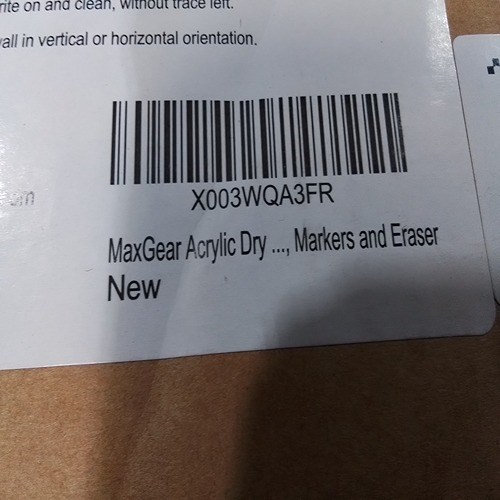 rite on and clean, without trace left.
all in vertical or horizontal orientation.
X003WQA3FR
MaxGear Acrylic Dry ..., Markers and Eraser
New